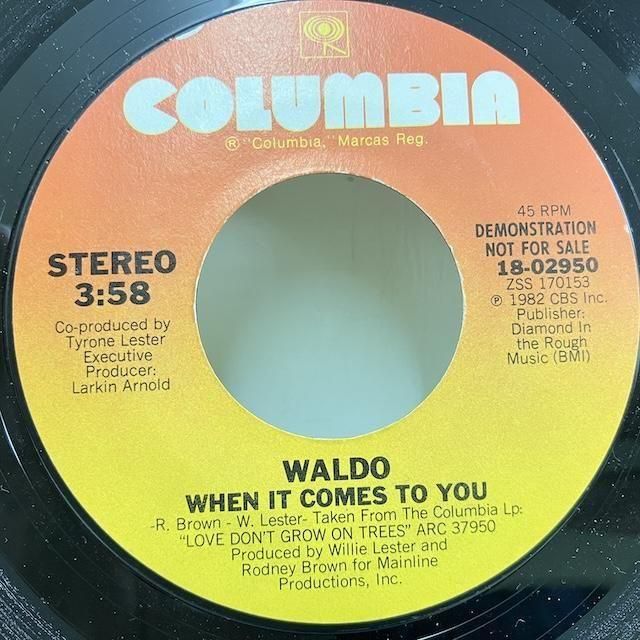 COLUMBIA
® "Columbia," Marcas Reg.
STEREO
3:58
Co-produced by
Tyrone Lester
Executive
Producer:
Larkin Arnold
45 RPM
DEMONSTRATION
NOT FOR SALE
18-02950
ZSS 170153
℗ 1982 CBS Inc.
Publisher:
Diamond In
the Rough
Music (BMI)
WALDO
WHEN IT COMES TO YOU
-R. Brown - W. Lester- Taken From The Columbia Lp:
"LOVE DON'T GROW ON TREES" ARC 37950
Produced by Willie Lester and
Rodney Brown for Mainline
Productions, Inc.